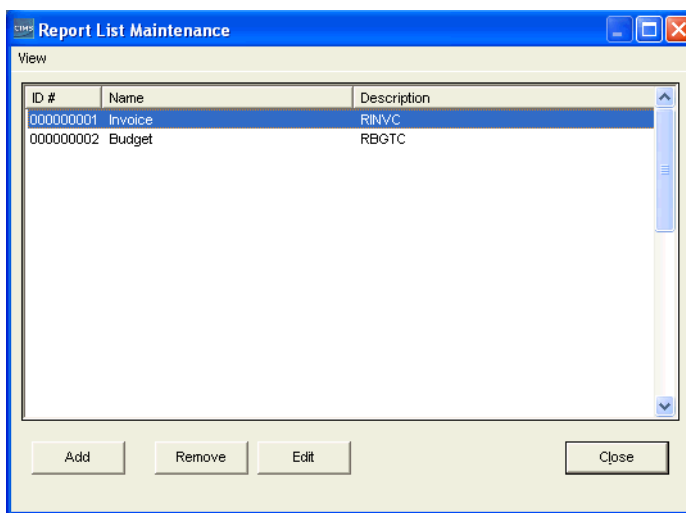 CIMS Report List Maintenance
View
ID # Name Description
000000001 Invoice RINVC
000000002 Budget RBGTC
Add Remove Edit Close